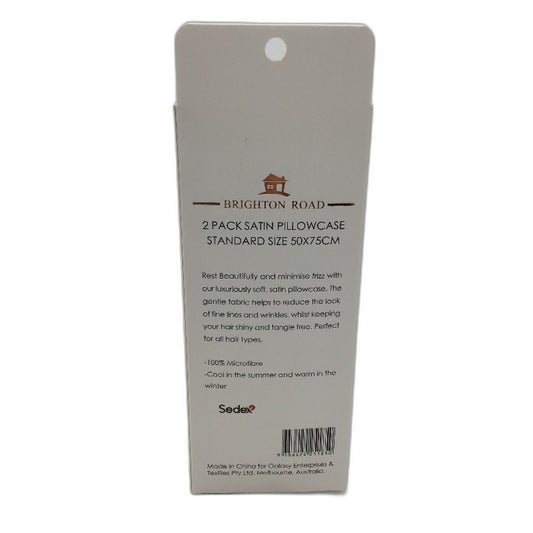 BRIGHTON ROAD
2 PACK SATIN PILLOWCASE
STANDARD SIZE 50X75CM
Rest Beautifully and minimise frizz with
our luxuriously soft, satin pillowcase. The
gentle fabric helps to reduce the look
of fine lines and wrinkles, whilst keeping
your hair shiny and tangle free. Perfect
for all hair types.
-100% Microfibre
-Cool in the summer and warm in the
winter
Sedex
Made in China for Galaxy Enterprises &
Textiles Pty Ltd. Melbourne, Australia.